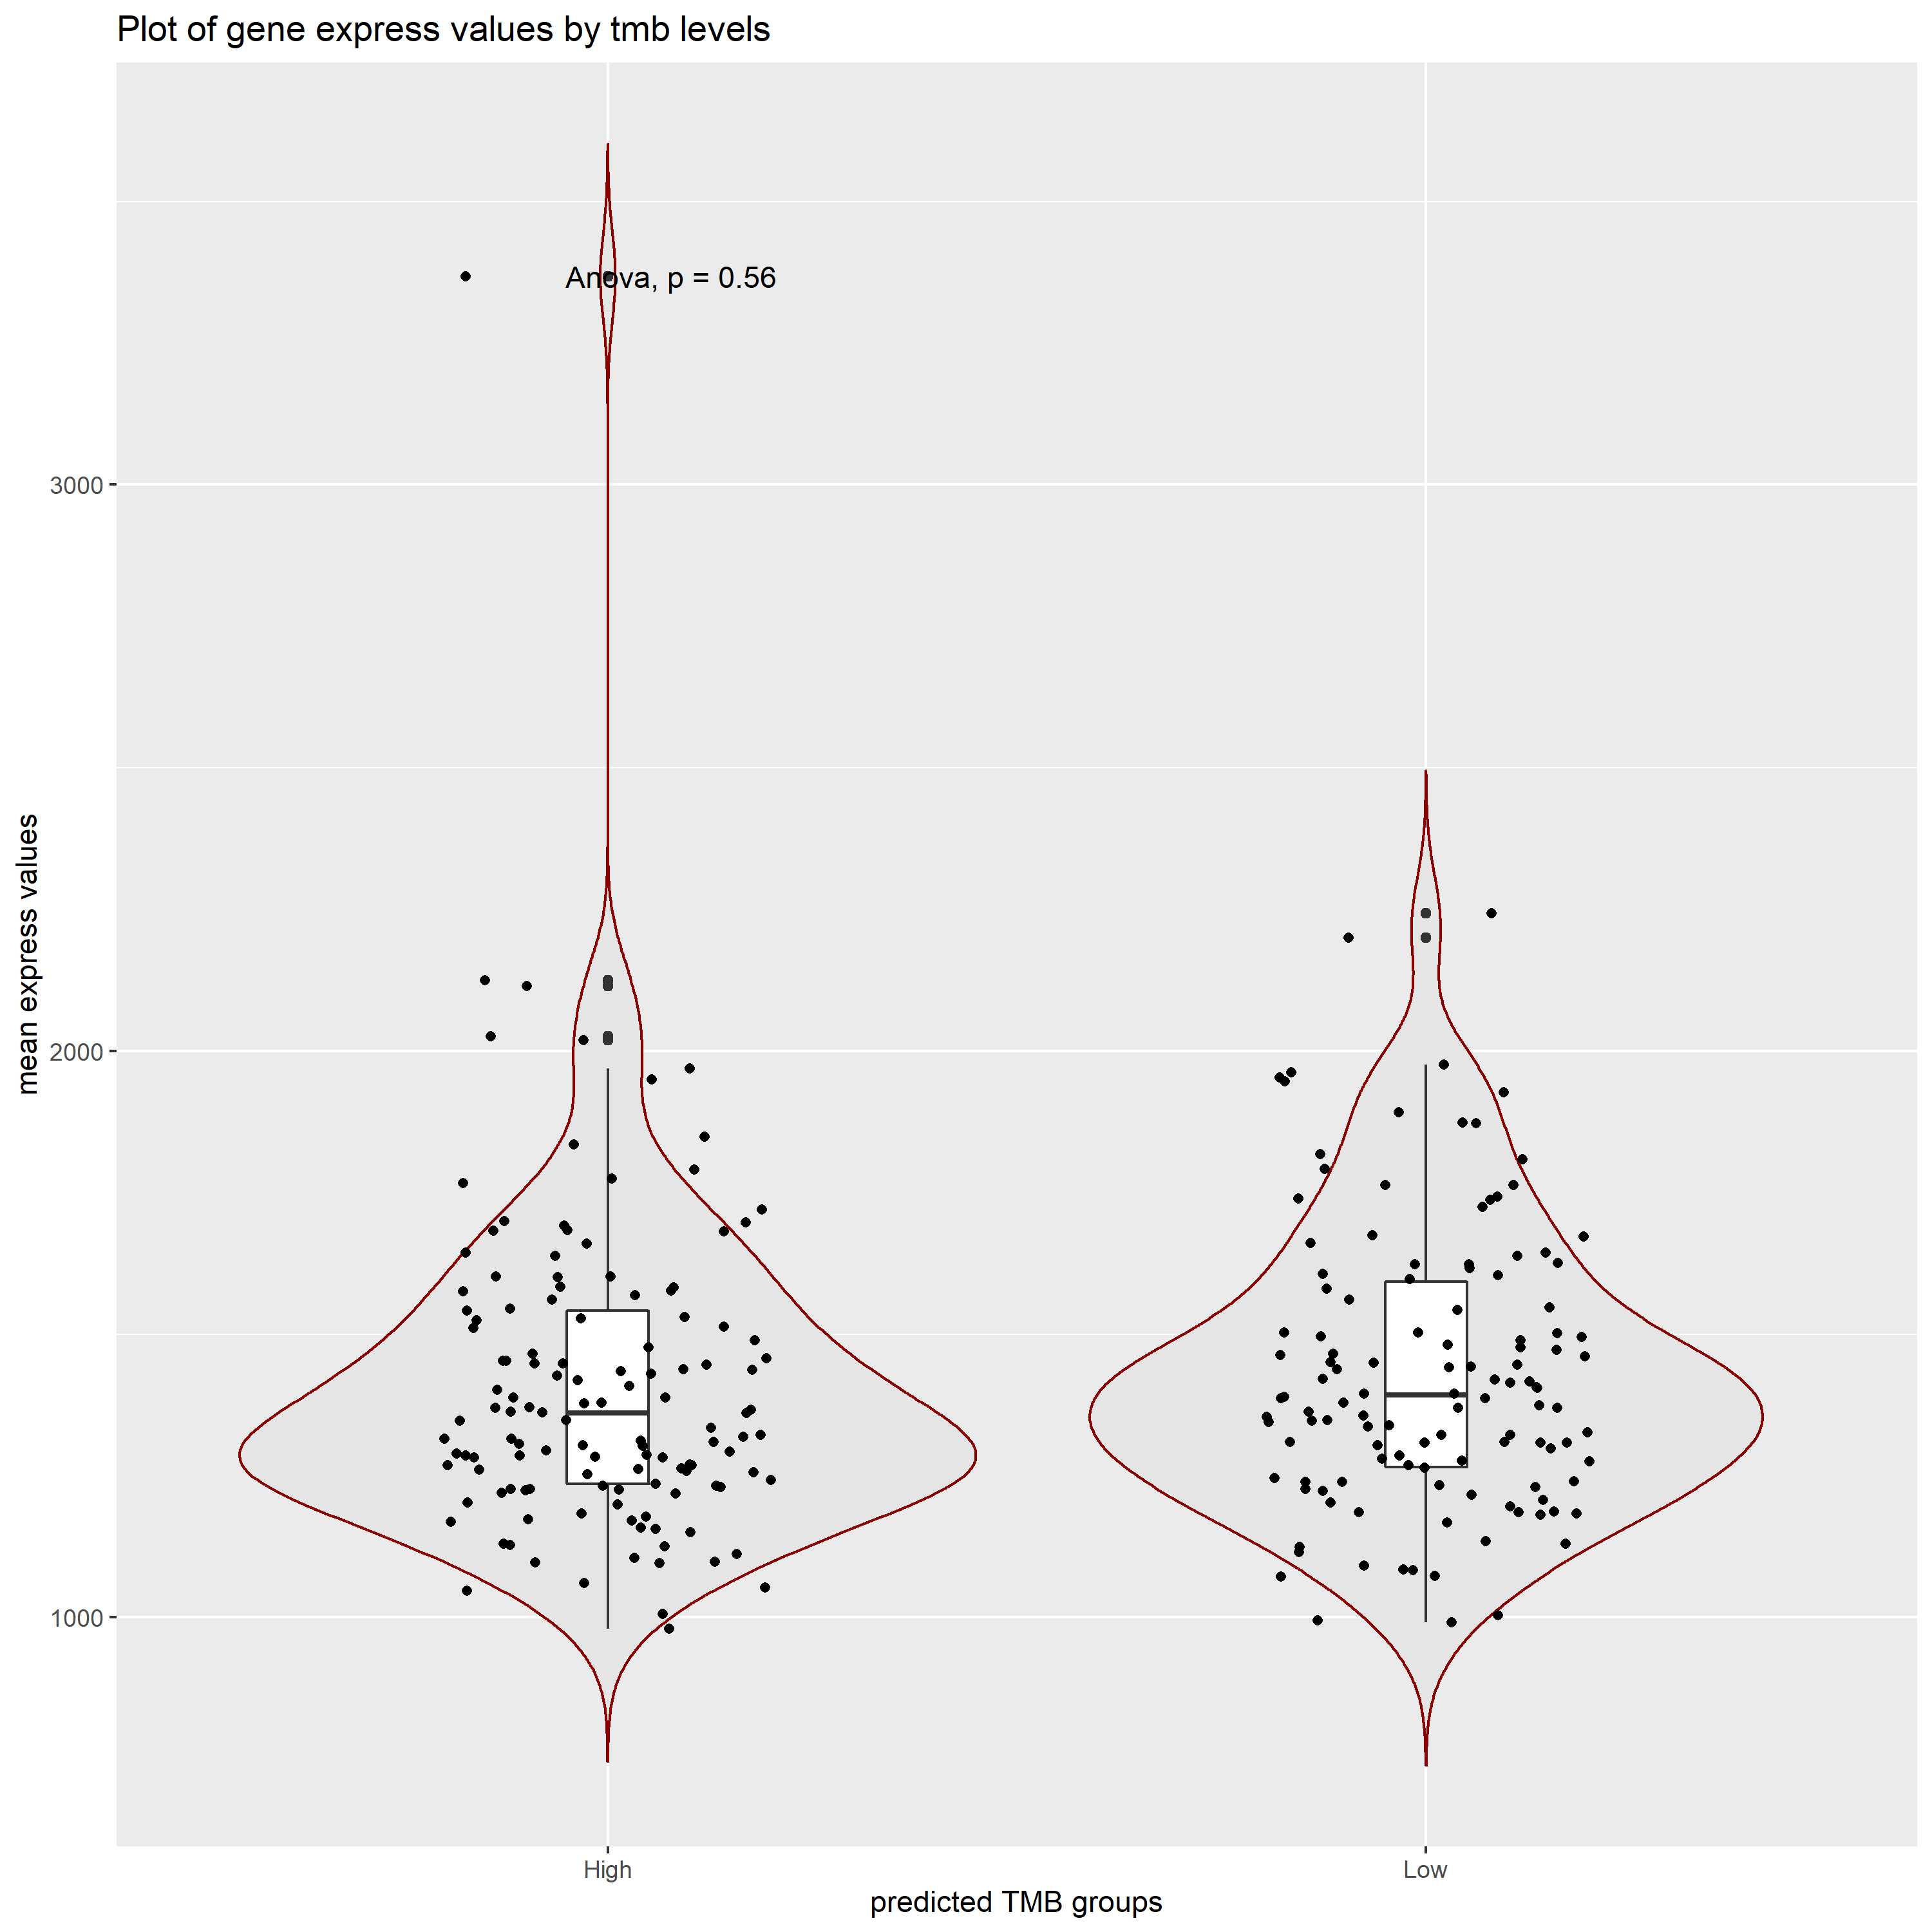 Plot of gene express values by tmb levels
Anova, p = 0.56
3000
2000
1000
mean express values
High
Low
predicted TMB groups